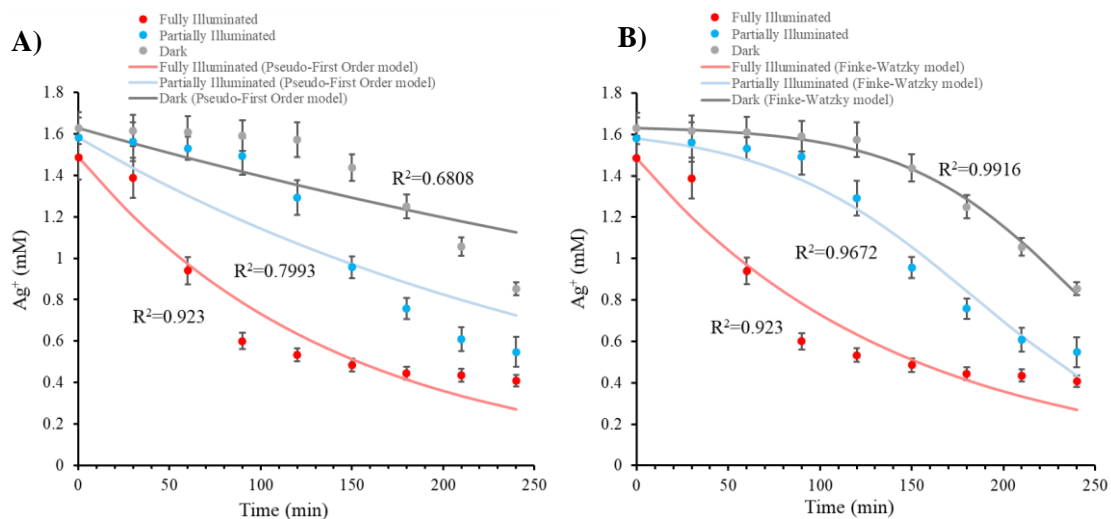 A)
Fully Illuminated
Partially Illuminated
Dark
Fully Illuminated (Pseudo-First Order model)
Partially Illuminated (Pseudo-First Order model)
Dark (Pseudo-First Order model)
1.8
1.6
1.4
1.2
1
0.8
0.6
0.4
0.2
0
Ag⁺ (mM)
R²=0.6808
R²=0.7993
R²=0.923
0 50 100 150 200 250
Time (min)
B)
Fully Illuminated
Partially Illuminated
Dark
Fully Illuminated (Finke-Watzky model)
Partially Illuminated (Finke-Watzky model)
Dark (Finke-Watzky model)
1.8
1.6
1.4
1.2
1
0.8
0.6
0.4
0.2
0
Ag⁺ (mM)
R²=0.9916
R²=0.9672
R²=0.923
0 50 100 150 200 250
Time (min)